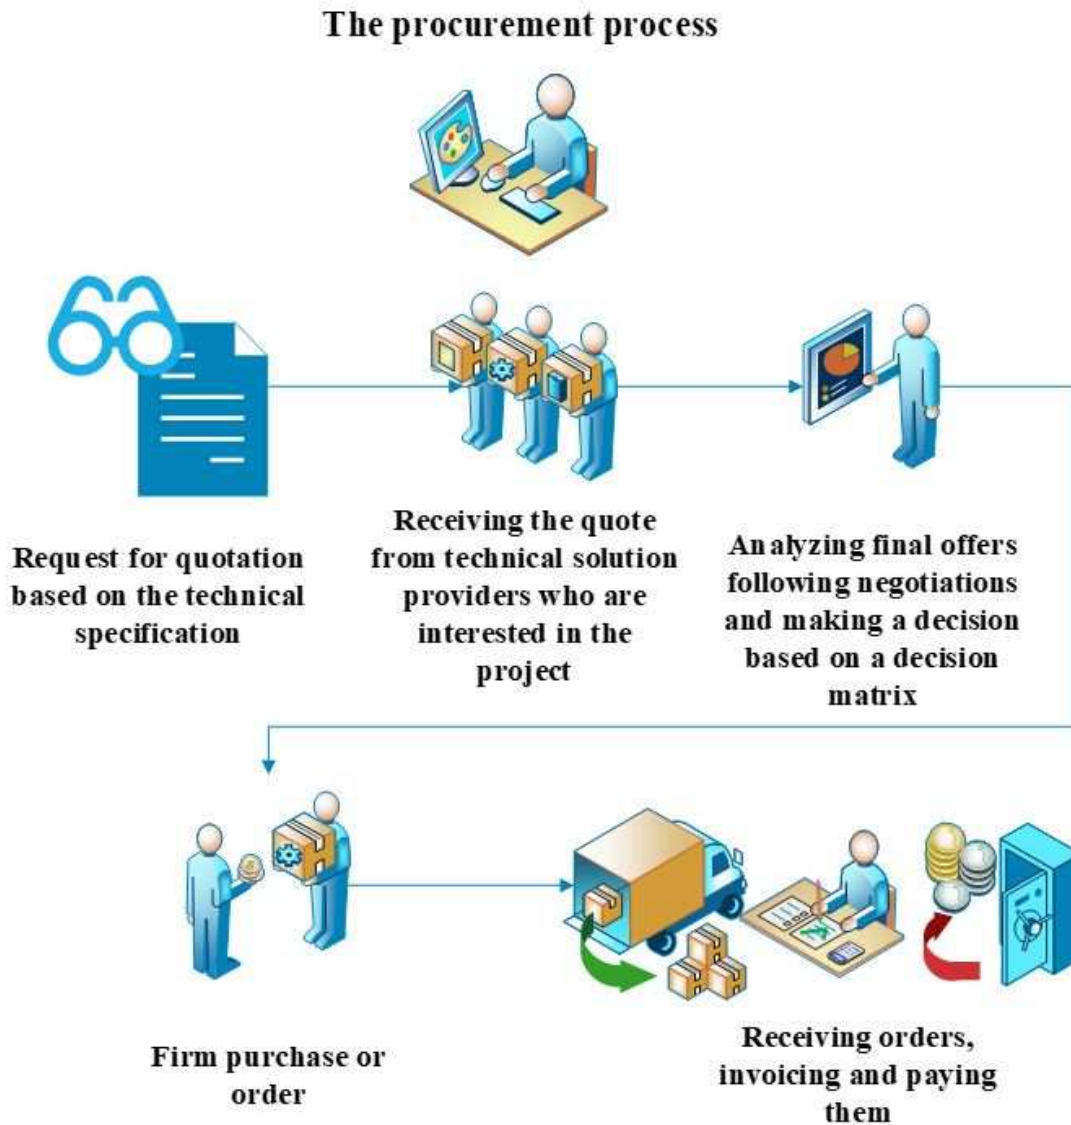 The procurement process
Request for quotation
based on the technical
specification
Receiving the quote
from technical solution
providers who are
interested in the
project
Analyzing final offers
following negotiations
and making a decision
based on a decision
matrix
Firm purchase or
order
Receiving orders,
invoicing and paying
them